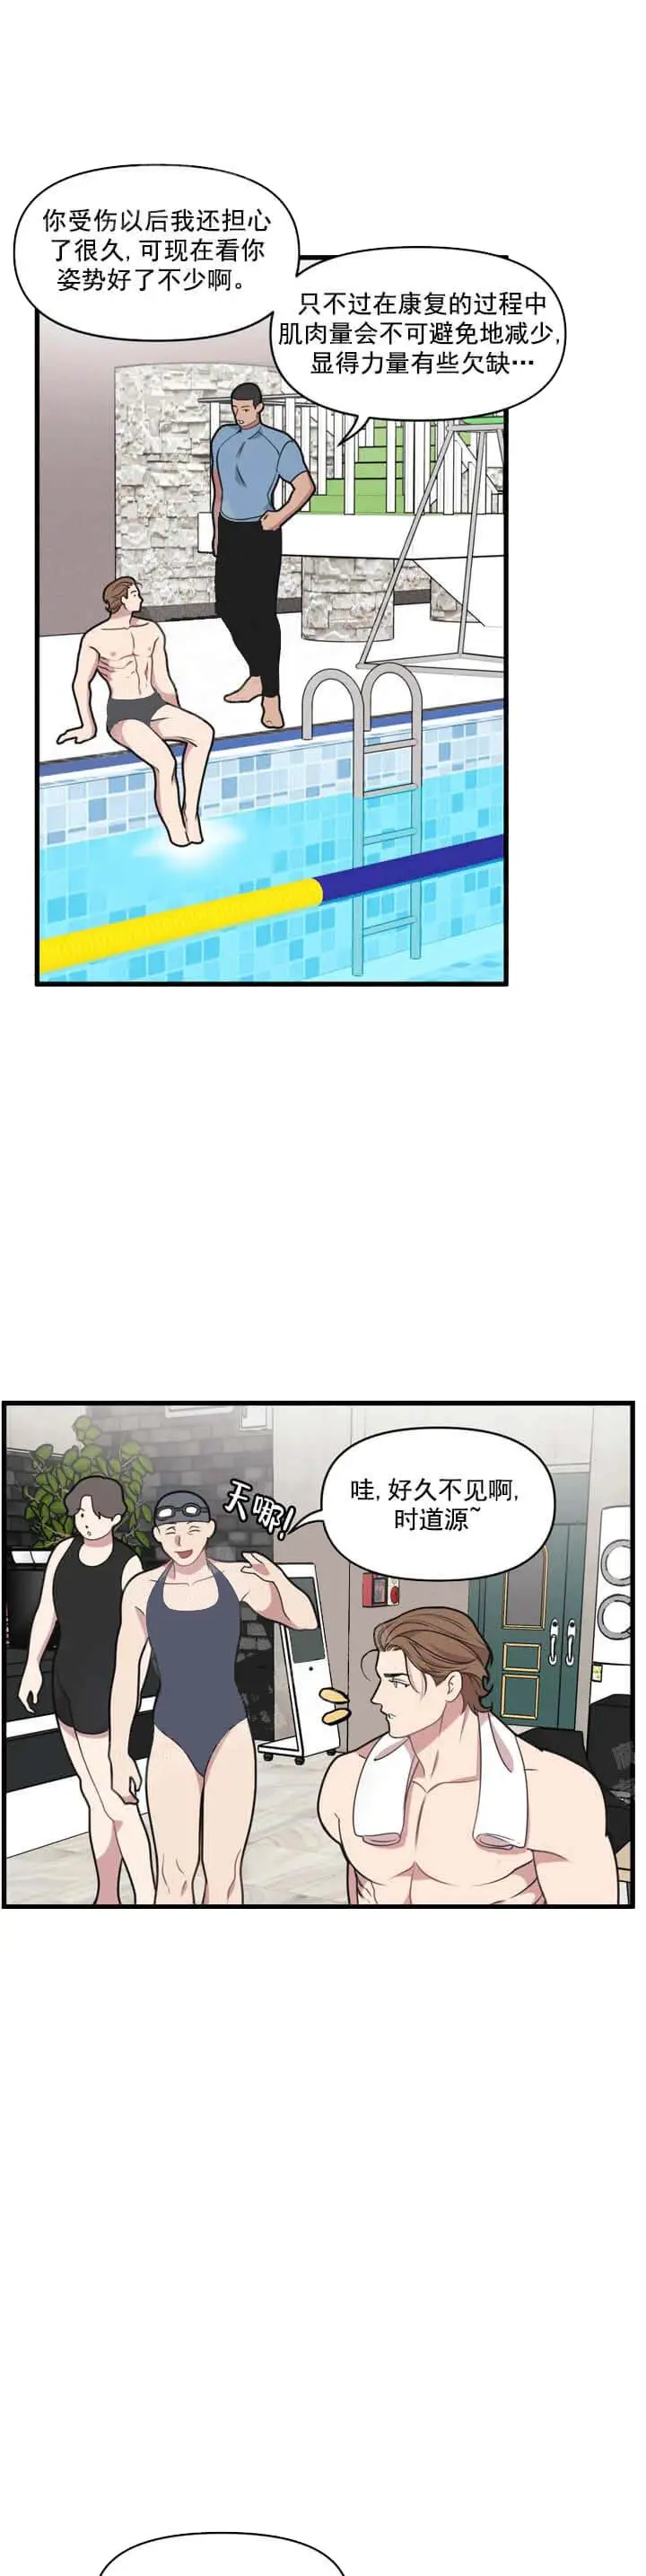 你受伤以后我还担心
了很久,可现在看你
姿势好了不少啊。
只不过在康复的过程中
肌肉量会不可避免地减少,
显得力量有些欠缺…
天哪!
哇,好久不见啊,
时道源~